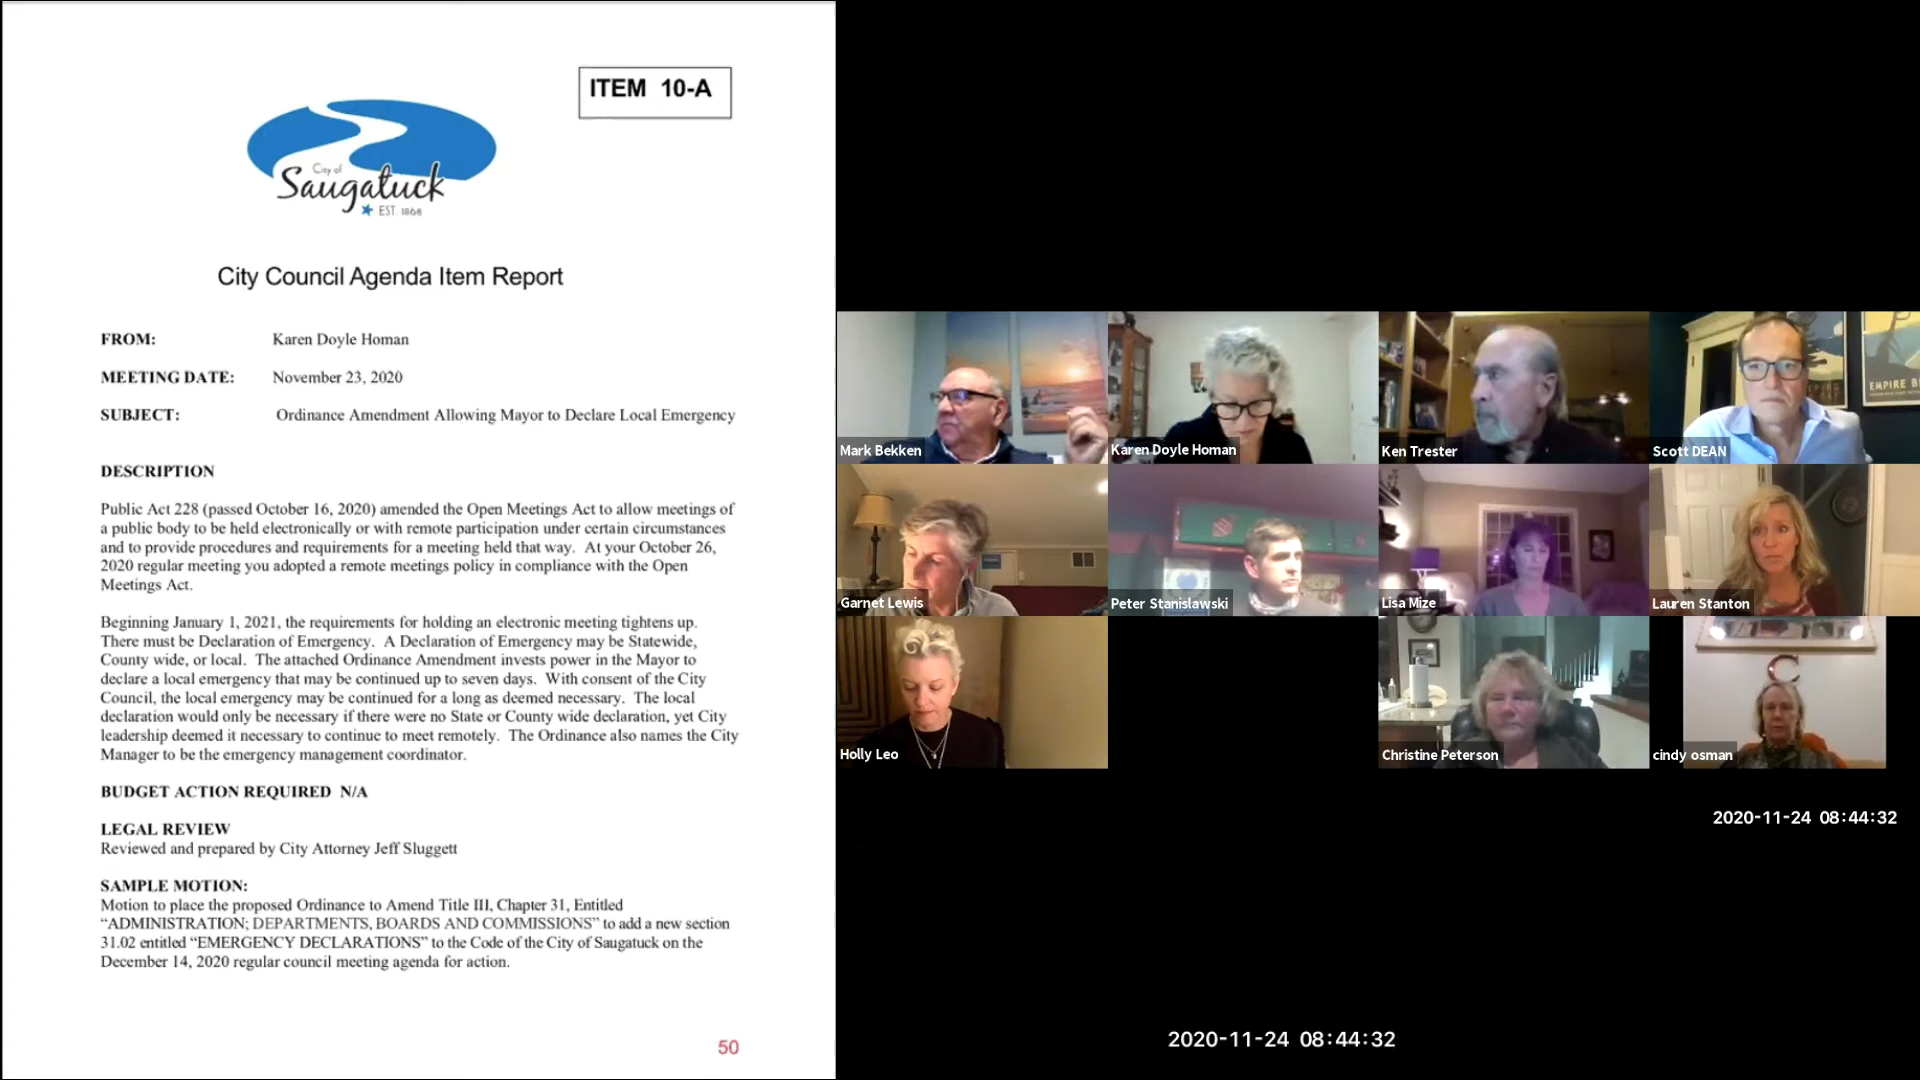 ITEM 10-A
City of
Saugatuck
EST. 1868
City Council Agenda Item Report
FROM: Karen Doyle Homan
MEETING DATE: November 23, 2020
SUBJECT: Ordinance Amendment Allowing Mayor to Declare Local Emergency
DESCRIPTION
Public Act 228 (passed October 16, 2020) amended the Open Meetings Act to allow meetings of
a public body to be held electronically or with remote participation under certain circumstances
and to provide procedures and requirements for a meeting held that way. At your October 26,
2020 regular meeting you adopted a remote meetings policy in compliance with the Open
Meetings Act.
Beginning January 1, 2021, the requirements for holding an electronic meeting tightens up.
There must be Declaration of Emergency. A Declaration of Emergency may be Statewide,
County wide, or local. The attached Ordinance Amendment invests power in the Mayor to
declare a local emergency that may be continued up to seven days. With consent of the City
Council, the local emergency may be continued for a long as deemed necessary. The local
declaration would only be necessary if there were no State or County wide declaration, yet City
leadership deemed it necessary to continue to meet remotely. The Ordinance also names the City
Manager to be the emergency management coordinator.
BUDGET ACTION REQUIRED N/A
LEGAL REVIEW
Reviewed and prepared by City Attorney Jeff Sluggett
SAMPLE MOTION:
Motion to place the proposed Ordinance to Amend Title III, Chapter 31, Entitled
“ADMINISTRATION; DEPARTMENTS, BOARDS AND COMMISSIONS” to add a new section
31.02 entitled “EMERGENCY DECLARATIONS” to the Code of the City of Saugatuck on the
December 14, 2020 regular council meeting agenda for action.
50
EMPIRE B
Mark Bekken
Karen Doyle Homan
Ken Trester
Scott DEAN
Garnet Lewis
Peter Stanislawski
Lisa Mize
Lauren Stanton
Holly Leo
Christine Peterson
cindy osman
2020-11-24 08:44:32
2020-11-24 08:44:32